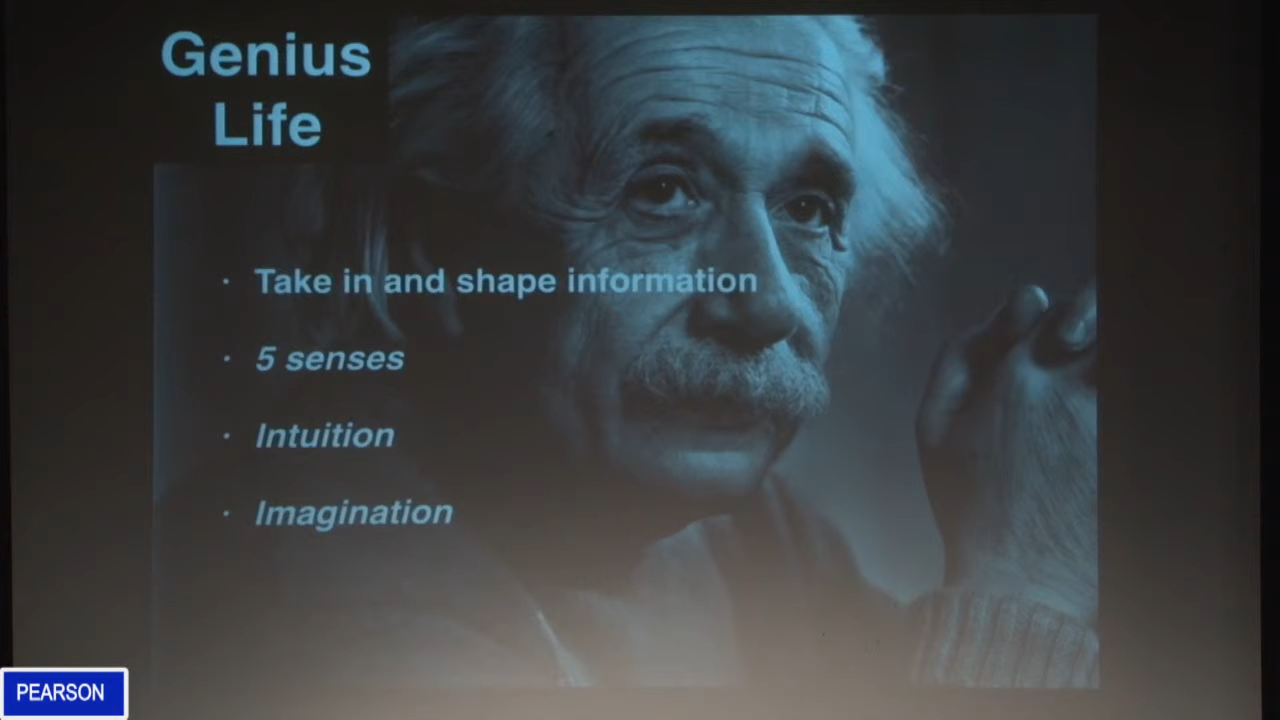 Genius
Life
· Take in and shape information
· 5 senses
· Intuition
· Imagination
PEARSON